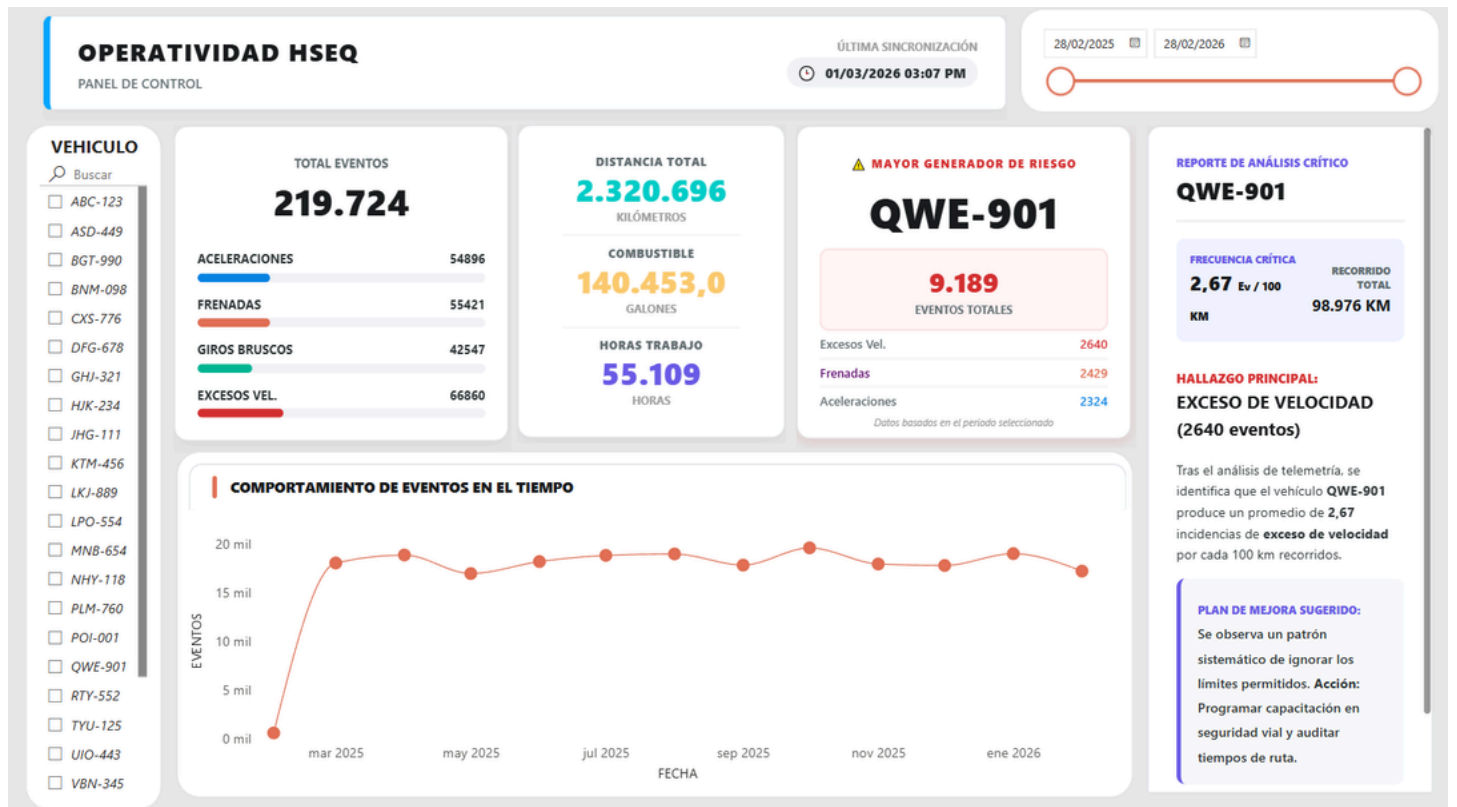 OPERATIVIDAD HSEQ
PANEL DE CONTROL
ÚLTIMA SINCRONIZACIÓN
01/03/2026 03:07 PM
28/02/2025
28/02/2026
VEHICULO
Buscar
ABC-123
ASD-449
BGT-990
BNM-098
CXS-776
DFG-678
GHJ-321
HJK-234
JHG-111
KTM-456
LKJ-889
LPO-554
MNB-654
NHY-118
PLM-760
POI-001
QWE-901
RTY-552
TYU-125
UIO-443
VBN-345
TOTAL EVENTOS
219.724
ACELERACIONES 54896
FRENADAS 55421
GIROS BRUSCOS 42547
EXCESOS VEL. 66860
DISTANCIA TOTAL
2.320.696
KILÓMETROS
COMBUSTIBLE
140.453,0
GALONES
HORAS TRABAJO
55.109
HORAS
⚠ MAYOR GENERADOR DE RIESGO
QWE-901
9.189
EVENTOS TOTALES
Excesos Vel. 2640
Frenadas 2429
Aceleraciones 2324
Datos basados en el periodo seleccionado
COMPORTAMIENTO DE EVENTOS EN EL TIEMPO
EVENTOS
20 mil
15 mil
10 mil
5 mil
0 mil
mar 2025
may 2025
jul 2025
sep 2025
nov 2025
ene 2026
FECHA
REPORTE DE ANÁLISIS CRÍTICO
QWE-901
FRECUENCIA CRÍTICA
2,67 Ev / 100
KM
RECORRIDO
TOTAL
98.976 KM
HALLAZGO PRINCIPAL:
EXCESO DE VELOCIDAD
(2640 eventos)
Tras el análisis de telemetría, se
identifica que el vehículo QWE-901
produce un promedio de 2,67
incidencias de exceso de velocidad
por cada 100 km recorridos.
PLAN DE MEJORA SUGERIDO:
Se observa un patrón
sistemático de ignorar los
límites permitidos. Acción:
Programar capacitación en
seguridad vial y auditar
tiempos de ruta.